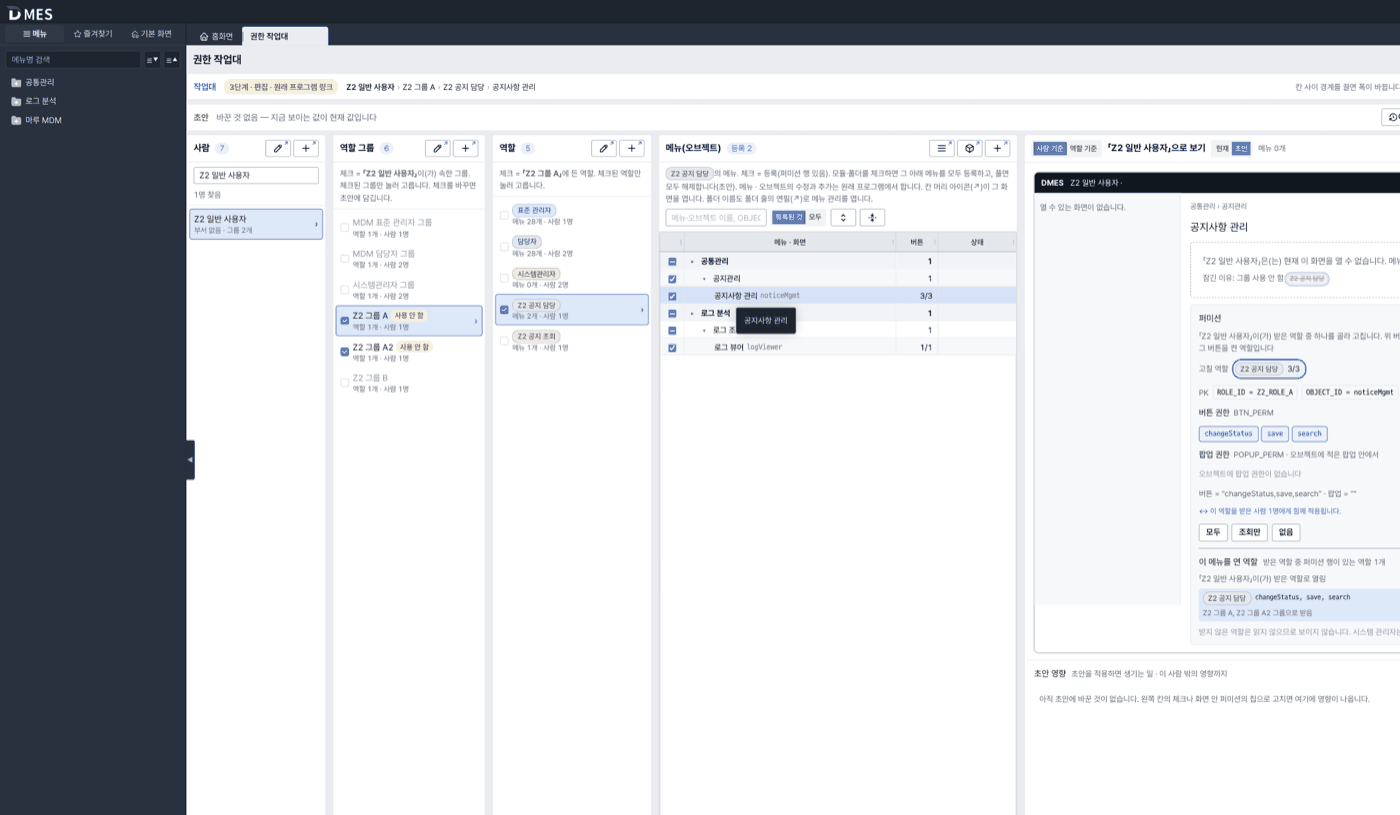 DMES
메뉴
즐겨찾기
기본 화면
홈화면
권한 작업대
메뉴명 검색
공통관리
로그 분석
마루 MDM
권한 작업대
작업대 3단계 · 편집 · 원래 프로그램 링크 Z2 일반 사용자 › Z2 그룹 A › Z2 공지 담당 › 공지사항 관리
칸 사이 경계를 끌면 폭이 바뀝니다
초안 바꾼 것 없음 — 지금 보이는 값이 현재 값입니다
사람 7
Z2 일반 사용자
1명 찾음
Z2 일반 사용자
부서 없음 · 그룹 2개
역할 그룹 6
체크 = 『Z2 일반 사용자』이(가) 속한 그룹.
체크된 그룹만 눌러 고릅니다. 체크를 바꾸면
초안에 담깁니다.
MDM 표준 관리자 그룹
역할 1개 · 사람 2명
MDM 담당자 그룹
역할 1개 · 사람 2명
시스템관리자 그룹
역할 1개 · 사람 2명
Z2 그룹 A 사용 안 함
역할 1개 · 사람 1명
Z2 그룹 A2 사용 안 함
역할 1개 · 사람 1명
Z2 그룹 B
역할 1개 · 사람 1명
역할 5
체크 = 『Z2 그룹 A』에 든 역할. 체크된 역할만
눌러 고릅니다.
표준 관리자
메뉴 28개 · 사람 1명
담당자
메뉴 28개 · 사람 2명
시스템관리자
메뉴 0개 · 사람 2명
Z2 공지 담당
메뉴 2개 · 사람 1명
Z2 공지 조회
메뉴 1개 · 사람 1명
메뉴(오브젝트) 등록 2
Z2 공지 담당 의 메뉴. 체크 = 등록(퍼미션 행 있음). 모듈·폴더를 체크하면 그 아래 메뉴를 모두 등록하고, 풀면
모두 해제합니다(초안). 메뉴 · 오브젝트의 수정과 추가는 원래 프로그램에서 합니다. 칸 머리 아이콘(↗)이 그 화
면을 엽니다. 폴더 이름도 폴더 줄의 연필(↗)로 메뉴 관리를 엽니다.
메뉴·오브젝트 이름, OBJEC
등록된 것 모두
메뉴 · 화면 버튼 상태
공통관리 1
공지관리 1
공지사항 관리 noticeMgmt 3/3
로그 분석 1
로그 조 1
공지사항 관리
로그 뷰어 logViewer 1/1
사람 기준 역할 기준 『Z2 일반 사용자』으로 보기 현재 초안 메뉴 0개
DMES Z2 일반 사용자 ·
열 수 있는 화면이 없습니다.
공통관리 › 공지관리
공지사항 관리
『Z2 일반 사용자』은(는) 현재 이 화면을 열 수 없습니다.
잠긴 이유: 그룹 사용 안 함 Z2 공지 담당
퍼미션
『Z2 일반 사용자』이(가) 받은 역할 중 하나를 골라 고칩니다. 위 버
그 버튼을 켠 역할입니다
고칠 역할 Z2 공지 담당 3/3
PK ROLE_ID = Z2_ROLE_A OBJECT_ID = noticeMgmt
버튼 권한 BTN_PERM
changeStatus save search
팝업 권한 POPUP_PERM · 오브젝트에 적은 팝업 안에서
오브젝트에 팝업 권한이 없습니다
버튼 = "changeStatus,save,search" · 팝업 = ""
↔ 이 역할을 받은 사람 1명에게 함께 적용됩니다.
모두 조회만 없음
이 메뉴를 연 역할 받은 역할 중 퍼미션 행이 있는 역할 1개
『Z2 일반 사용자』이(가) 받은 역할로 열림
Z2 공지 담당 changeStatus, save, search
Z2 그룹 A, Z2 그룹 A2 그룹으로 받음
받지 않은 역할은 읽지 않으므로 보이지 않습니다. 시스템 관리자는
초안 영향 초안을 적용하면 생기는 일 · 이 사람 밖의 영향까지
아직 초안에 바꾼 것이 없습니다. 왼쪽 칸의 체크나 화면 안 퍼미션의 칩으로 고치면 여기에 영향이 나옵니다.